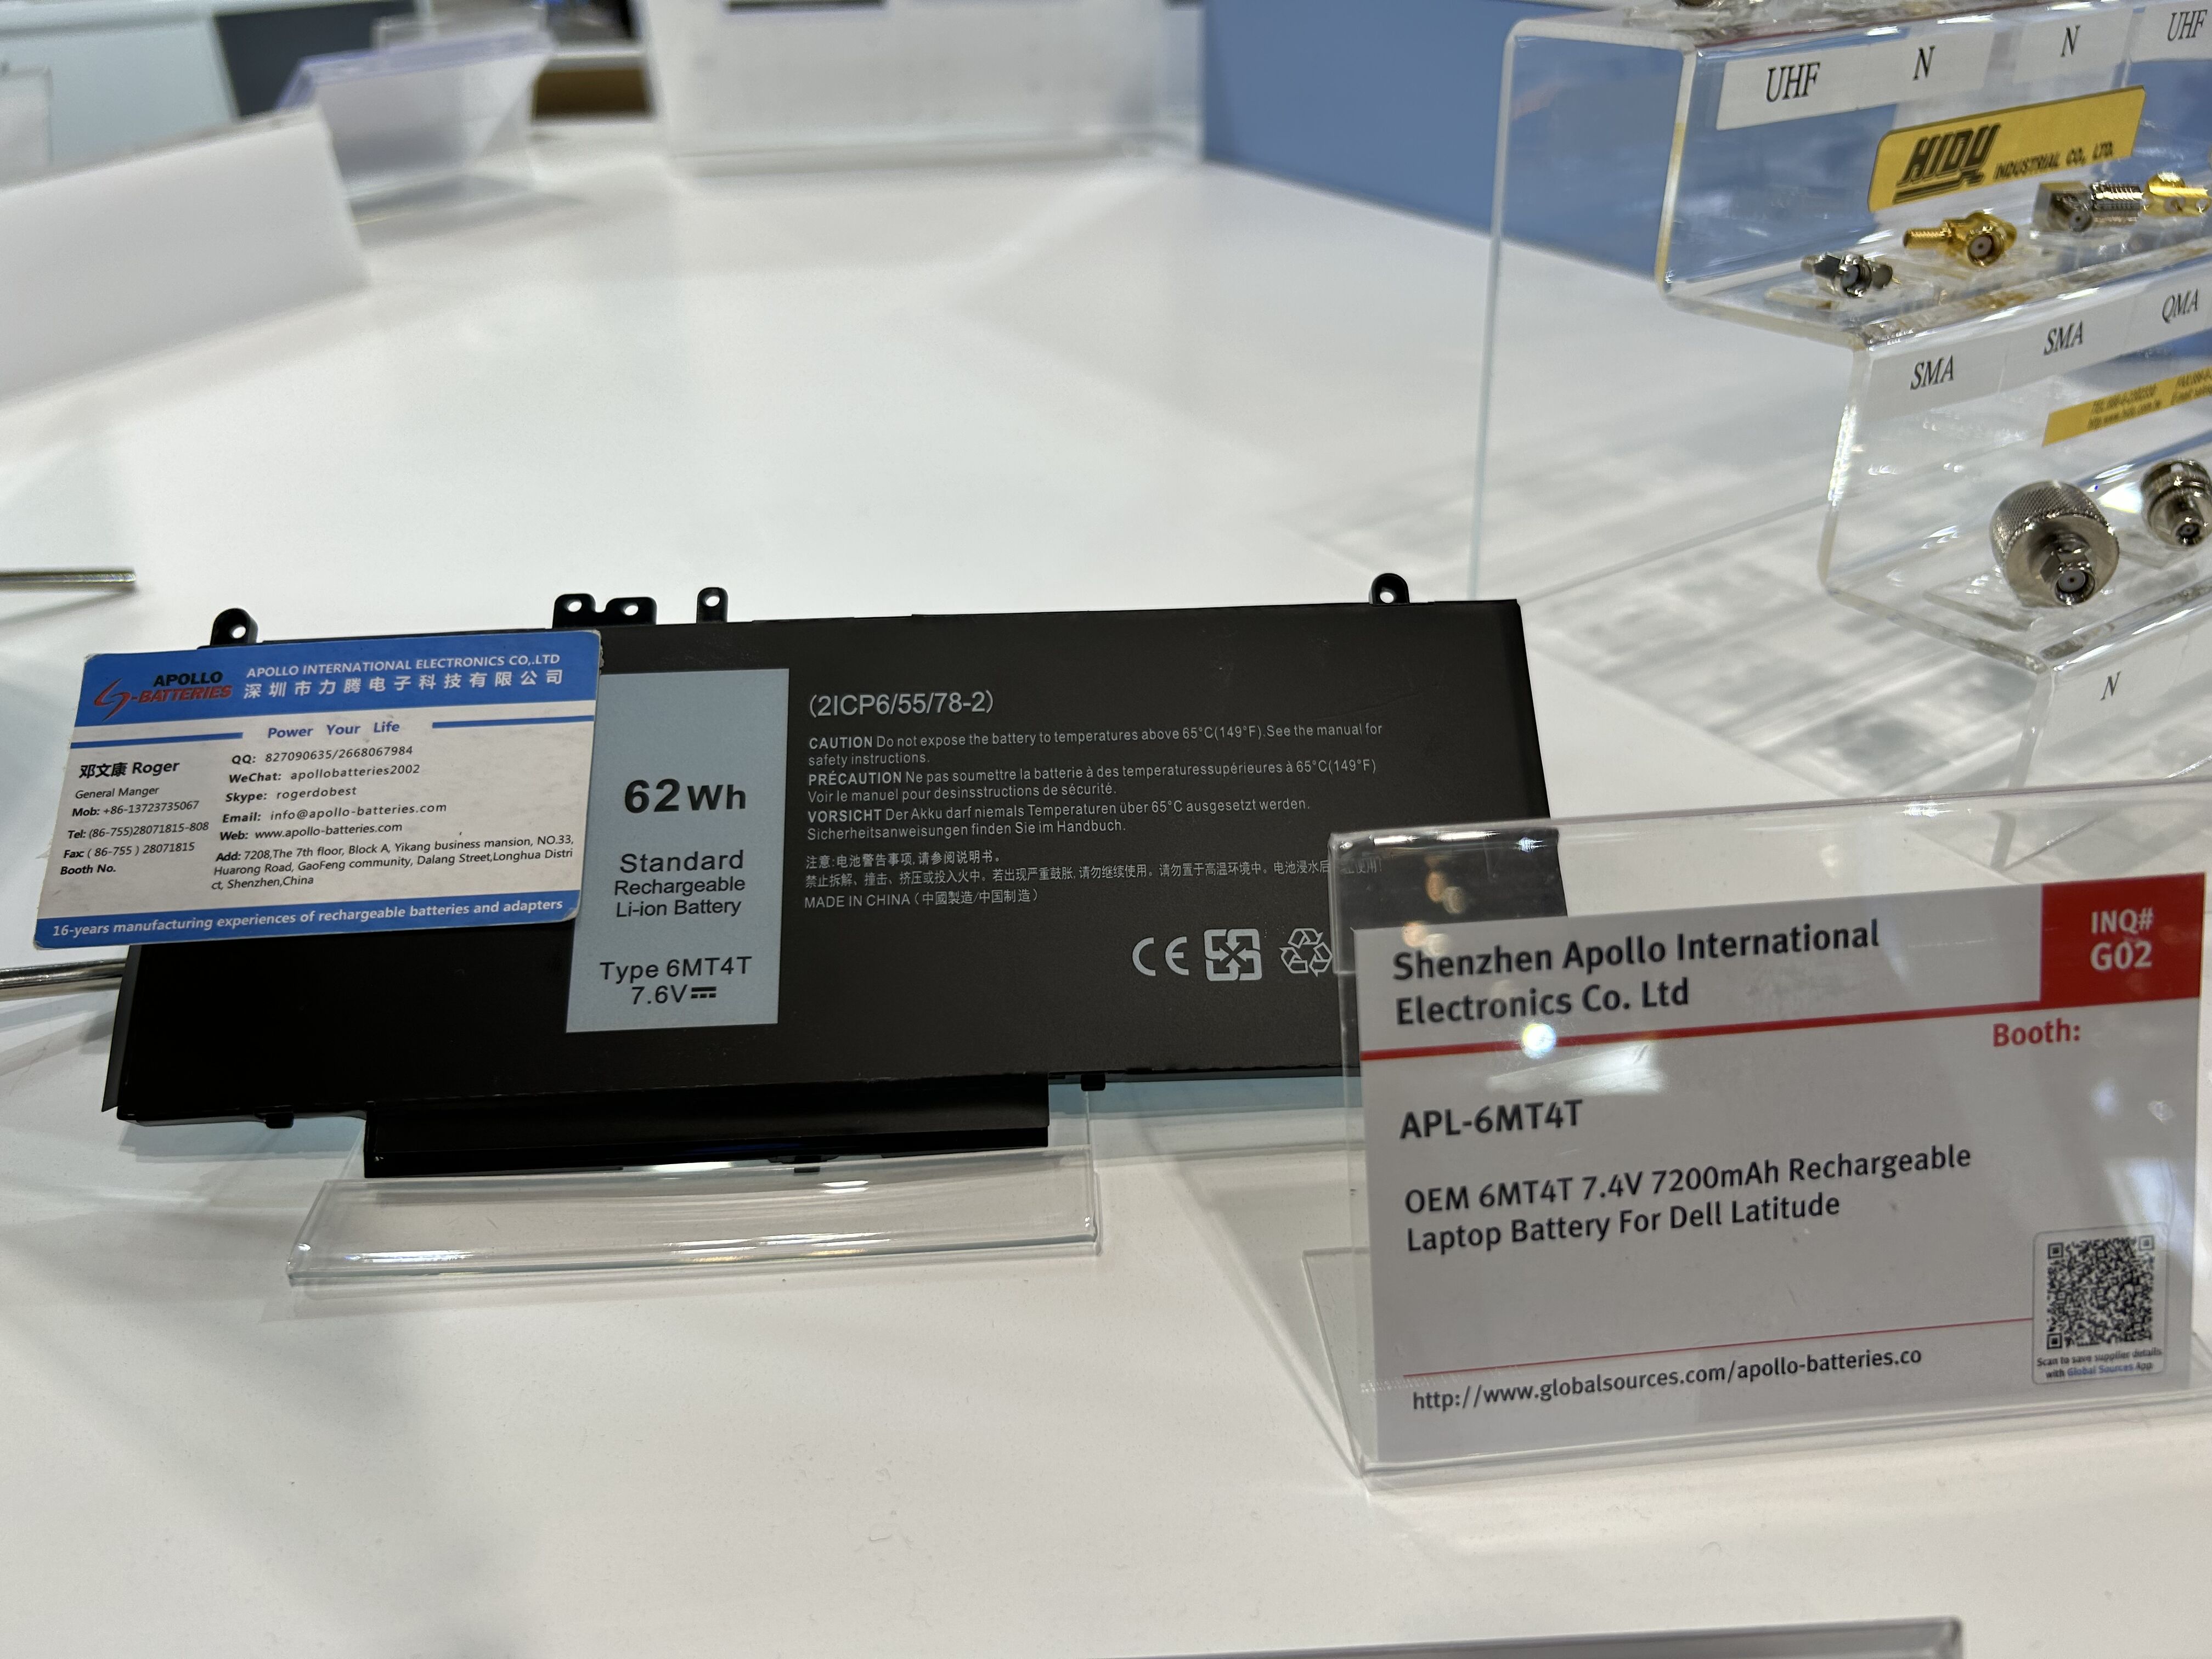 UHF
N
N
UHF
HIDY INDUSTRIAL CO., LTD.
SMA
SMA
QMA
N
APOLLO
-BATTERIES
APOLLO INTERNATIONAL ELECTRONICS CO,.LTD
深圳市力腾电子科技有限公司
Power Your Life
邓文康 Roger
General Manger
Mob: +86-13723735067
Tel: (86-755)28071815-808
Fax: ( 86-755 ) 28071815
Booth No.
QQ: 827090635/2668067984
WeChat: apollobatteries2002
Skype: rogerdobest
Email: info@apollo-batteries.com
Web: www.apollo-batteries.com
Add: 7208,The 7th floor, Block A, Yikang business mansion, NO.33,
Huarong Road, GaoFeng community, Dalang Street,Longhua Distri
ct, Shenzhen,China
16-years manufacturing experiences of rechargeable batteries and adapters
62Wh
Standard
Rechargeable
Li-ion Battery
Type 6MT4T
7.6V
(2ICP6/55/78-2)
CAUTION Do not expose the battery to temperatures above 65°C(149°F).See the manual for
safety instructions.
PRÉCAUTION Ne pas soumettre la batterie à des temperaturessupérieures à 65°C(149°F)
Voir le manuel pour desinsstructions de sécurité.
VORSICHT Der Akku darf niemals Temperaturen über 65°C ausgesetzt werden.
Sicherheitsanweisungen finden Sie im Handbuch.
注意:电池警告事项,请参阅说明书。
禁止拆解、撞击、挤压或投入火中。若出现严重鼓胀,请勿继续使用。请勿置于高温环境中。电池浸水后
MADE IN CHINA（中國製造/中国制造）
CE
Shenzhen Apollo International
Electronics Co. Ltd
INQ#
G02
Booth:
APL-6MT4T
OEM 6MT4T 7.4V 7200mAh Rechargeable
Laptop Battery For Dell Latitude
http://www.globalsources.com/apollo-batteries.co
Scan to save supplier details
with Global Sources App